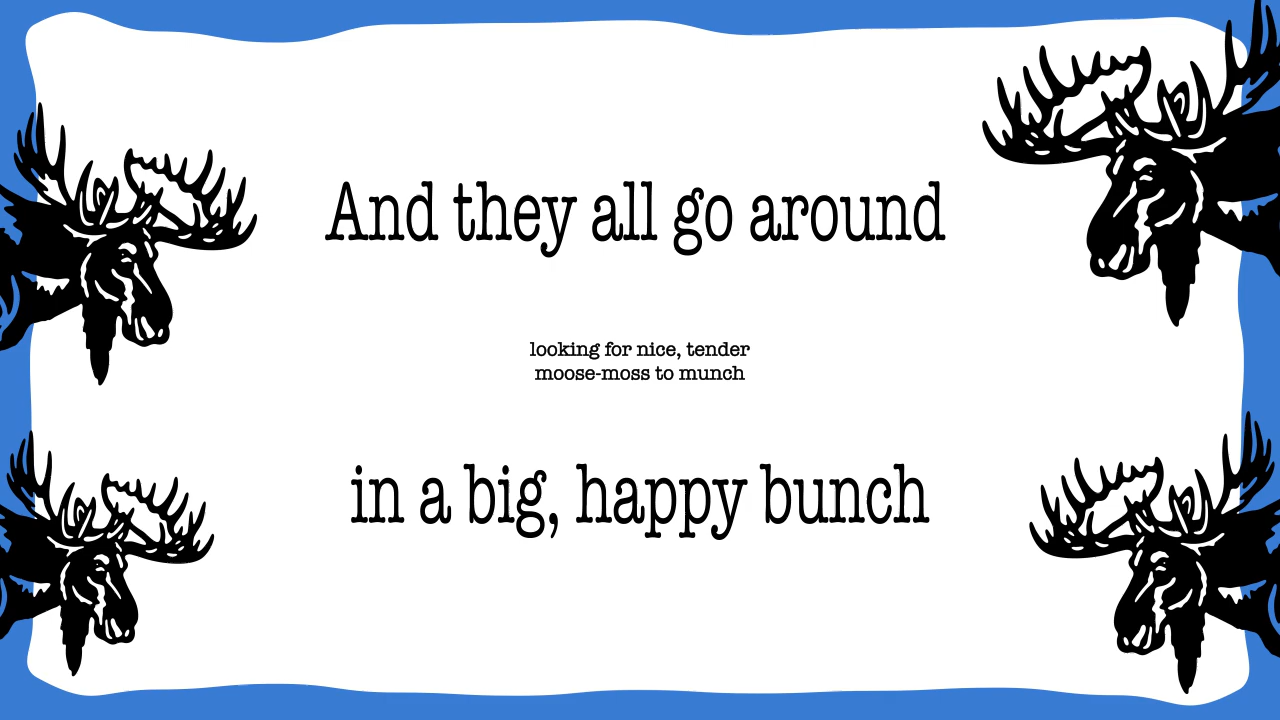 And they all go around
looking for nice, tender
moose-moss to munch
in a big, happy bunch